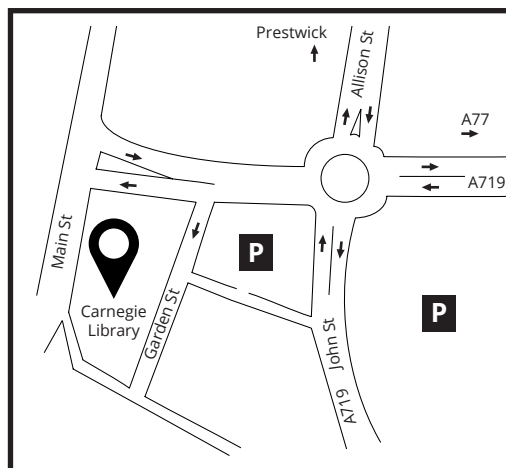 Prestwick
Allison St
A77
A719
Main St
P
Carnegie
Library
Garden St
P
John St
A719